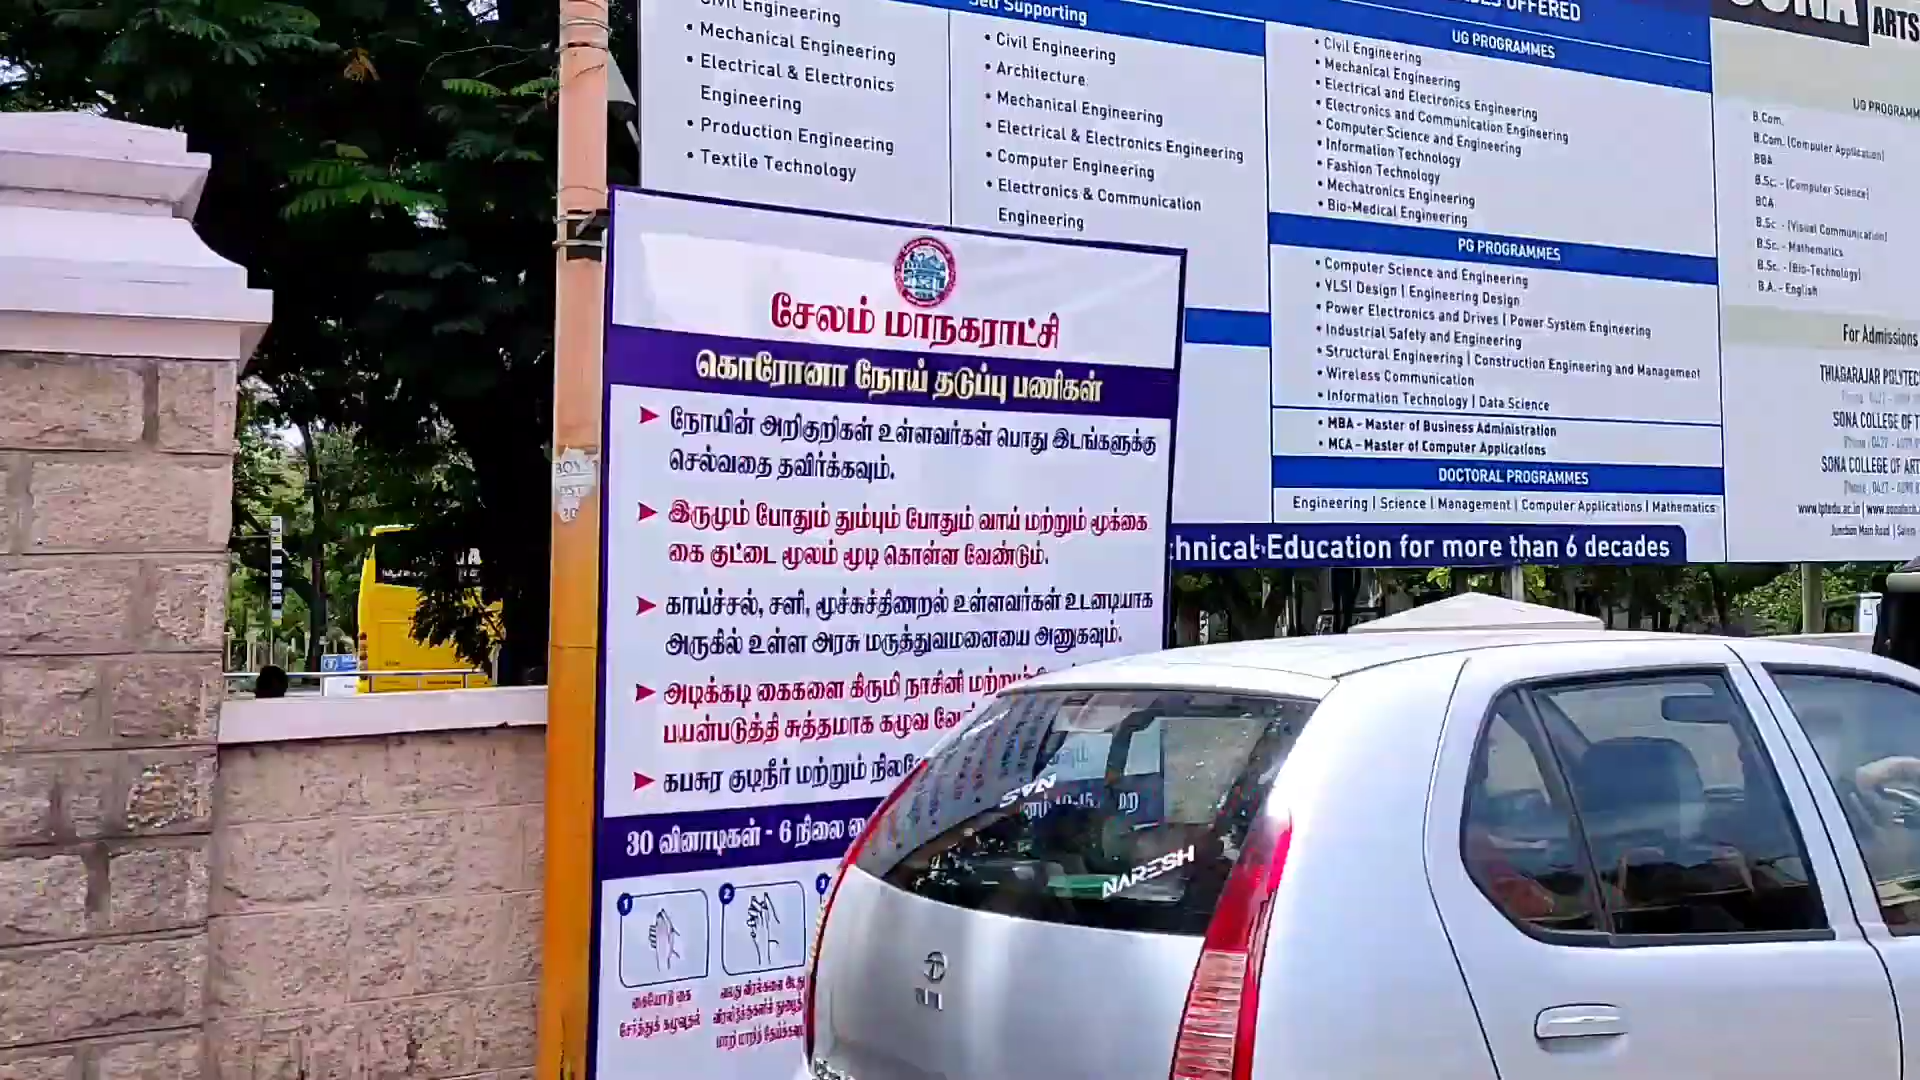 Civil Engineering
• Mechanical Engineering
• Electrical & Electronics
Engineering
• Production Engineering
• Textile Technology
Self Supporting
• Civil Engineering
• Architecture
• Mechanical Engineering
• Electrical & Electronics Engineering
• Computer Engineering
• Electronics & Communication
Engineering
OFFERED
UG PROGRAMMES
• Civil Engineering
• Mechanical Engineering
• Electrical and Electronics Engineering
• Electronics and Communication Engineering
• Computer Science and Engineering
• Information Technology
• Fashion Technology
• Mechatronics Engineering
• Bio-Medical Engineering
PG PROGRAMMES
• Computer Science and Engineering
• VLSI Design | Engineering Design
• Power Electronics and Drives | Power System Engineering
• Industrial Safety and Engineering
• Structural Engineering | Construction Engineering and Management
• Wireless Communication
• Information Technology | Data Science
• MBA - Master of Business Administration
• MCA - Master of Computer Applications
DOCTORAL PROGRAMMES
Engineering | Science | Management | Computer Applications | Mathematics
hnical Education for more than 6 decades
SONA ARTS
UG PROGRAMM
B.Com.
B.Com. (Computer Application)
BBA
B.Sc. - (Computer Science)
BCA
B.Sc. - (Visual Communication)
B.Sc. - Mathematics
B.Sc. - (Bio-Technology)
B.A. - English
For Admissions
THIAGARAJAR POLYTEC
SONA COLLEGE OF T
SONA COLLEGE OF ART
Junction Main Road | Salem
சேலம் மாநகராட்சி
கொரோனா நோய் தடுப்பு பணிகள்
நோயின் அறிகுறிகள் உள்ளவர்கள் பொது இடங்களுக்கு
செல்வதை தவிர்க்கவும்.
இருமும் போதும் தும்பும் போதும் வாய் மற்றும் மூக்கை
கை குட்டை மூலம் மூடி கொள்ள வேண்டும்.
காய்ச்சல், சளி, மூச்சுச்திணறல் உள்ளவர்கள் உடனடியாக
அருகில் உள்ள அரசு மருத்துவமனையை அணுகவும்.
அடிக்கடி கைகளை கிருமி நாசினி மற்றும்
பயன்படுத்தி சுத்தமாக கழுவ வே
கபசுர குடிநீர் மற்றும் நில
30 வினாடிகள் - 6 நிலை
1
2
3
கையோடு கை
சேர்த்துக் கழுவுதல்
SAN
NARESH